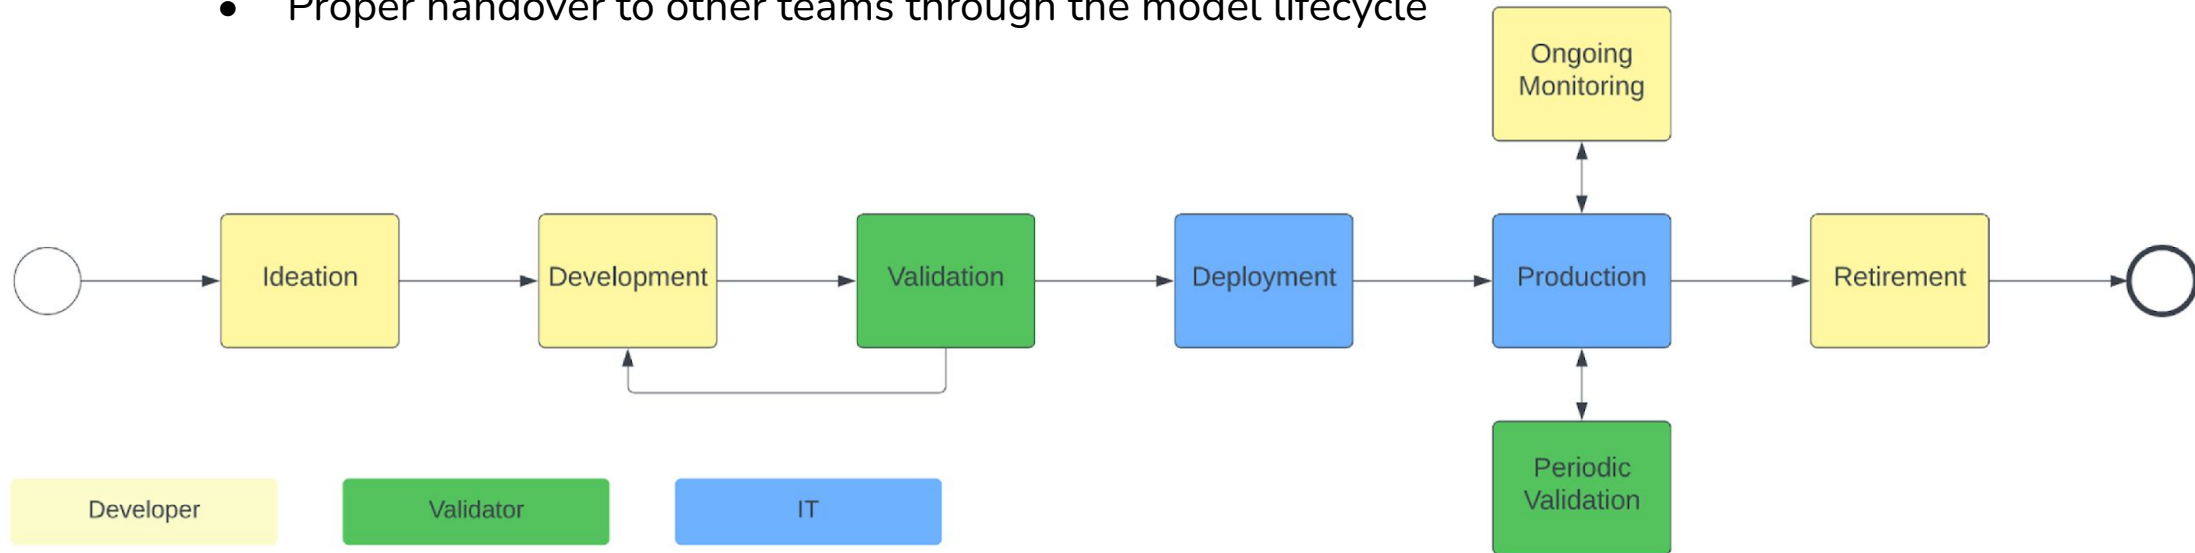 • Proper handover to other teams through the model lifecycle
Ongoing
Monitoring
Ideation
Development
Validation
Deployment
Production
Retirement
Periodic
Validation
Developer
Validator
IT